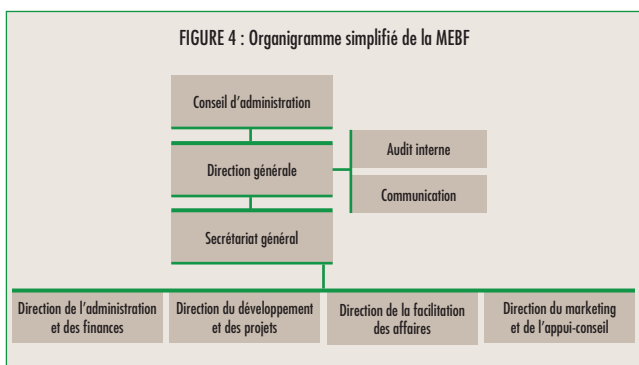 FIGURE 4 : Organigramme simplifié de la MEBF
Conseil d'administration
Direction générale
Audit interne
Communication
Secrétariat général
Direction de l'administration
et des finances
Direction du développement
et des projets
Direction de la facilitation
des affaires
Direction du marketing
et de l'appui-conseil